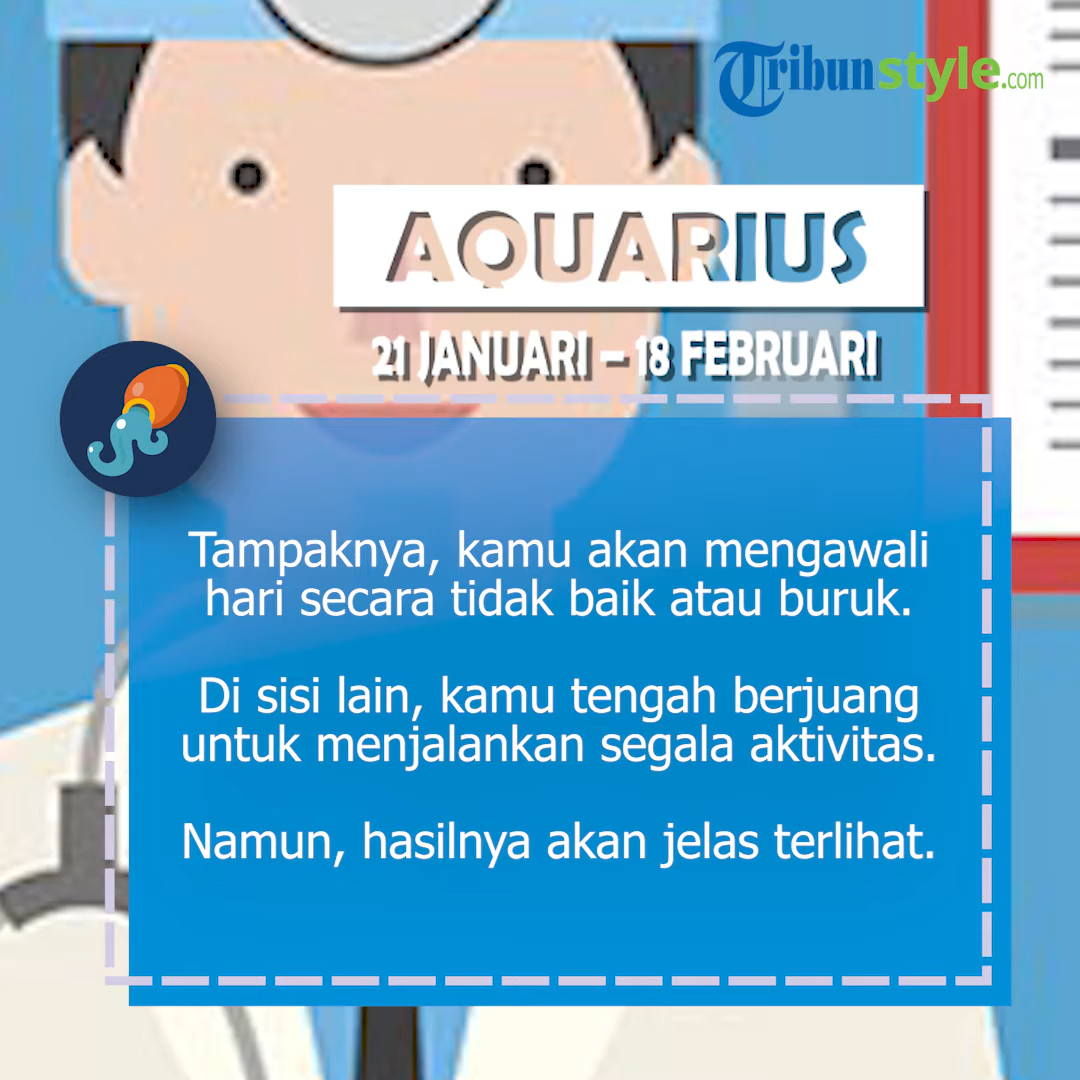 Tribunstyle.com
AQUARIUS
21 JANUARI – 18 FEBRUARI
Tampaknya, kamu akan mengawali
hari secara tidak baik atau buruk.
Di sisi lain, kamu tengah berjuang
untuk menjalankan segala aktivitas.
Namun, hasilnya akan jelas terlihat.